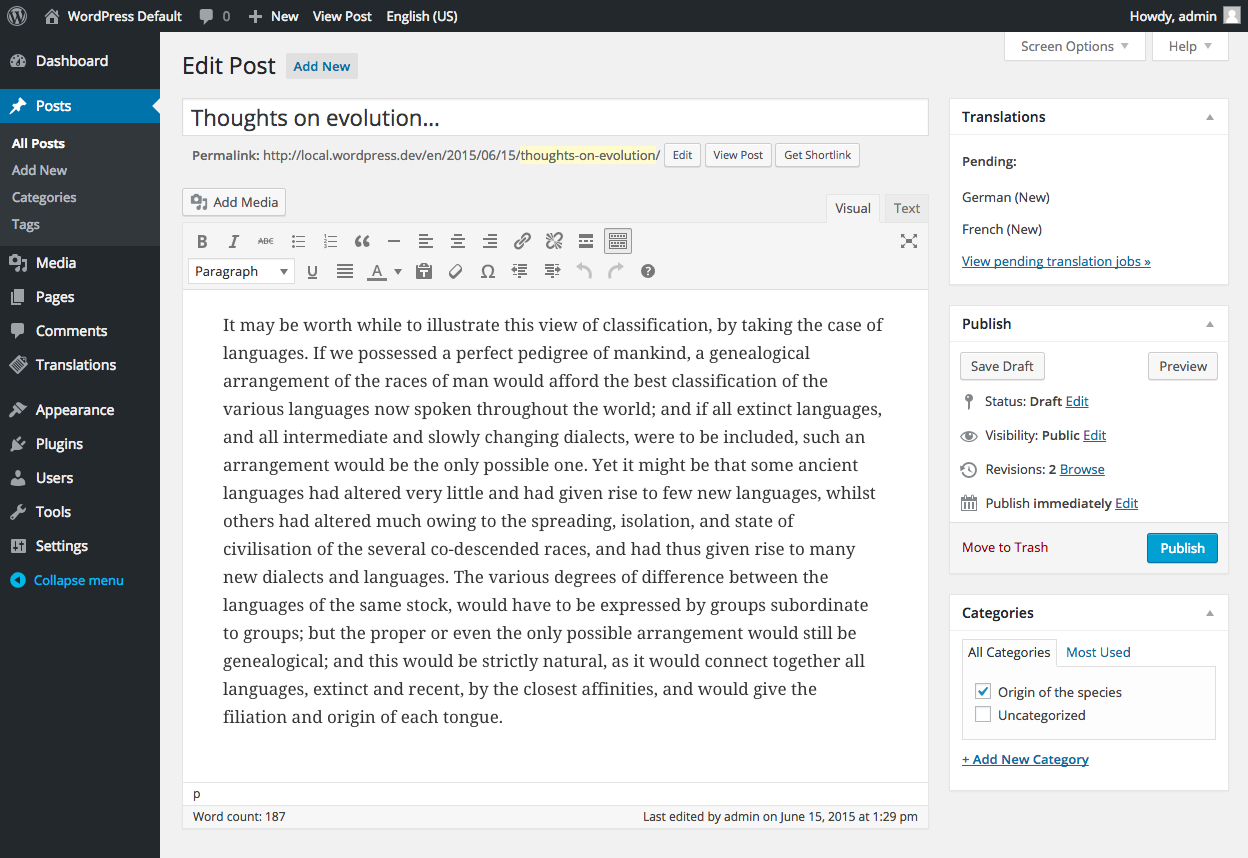 WordPress Default 0 New View Post English (US) Howdy, admin
Screen Options Help
Dashboard
Posts
All Posts
Add New
Categories
Tags
Media
Pages
Comments
Translations
Appearance
Plugins
Users
Tools
Settings
Collapse menu
Edit Post Add New
Thoughts on evolution...
Permalink: http://local.wordpress.dev/en/2015/06/15/thoughts-on-evolution/ Edit View Post Get Shortlink
Add Media
Visual Text
B I ABC
Paragraph U A Ω ?
It may be worth while to illustrate this view of classification, by taking the case of
languages. If we possessed a perfect pedigree of mankind, a genealogical
arrangement of the races of man would afford the best classification of the
various languages now spoken throughout the world; and if all extinct languages,
and all intermediate and slowly changing dialects, were to be included, such an
arrangement would be the only possible one. Yet it might be that some ancient
languages had altered very little and had given rise to few new languages, whilst
others had altered much owing to the spreading, isolation, and state of
civilisation of the several co-descended races, and had thus given rise to many
new dialects and languages. The various degrees of difference between the
languages of the same stock, would have to be expressed by groups subordinate
to groups; but the proper or even the only possible arrangement would still be
genealogical; and this would be strictly natural, as it would connect together all
languages, extinct and recent, by the closest affinities, and would give the
filiation and origin of each tongue.
p
Word count: 187 Last edited by admin on June 15, 2015 at 1:29 pm
Translations
Pending:
German (New)
French (New)
View pending translation jobs »
Publish
Save Draft Preview
Status: Draft Edit
Visibility: Public Edit
Revisions: 2 Browse
Publish immediately Edit
Move to Trash Publish
Categories
All Categories Most Used
Origin of the species
Uncategorized
+ Add New Category